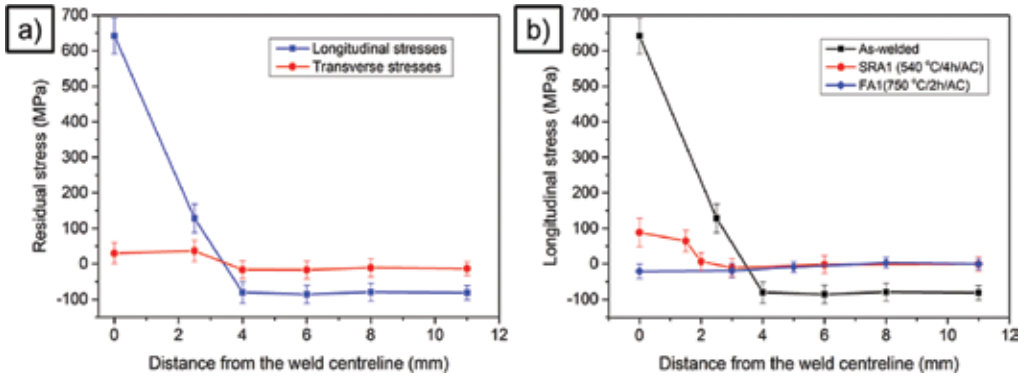 a)
700
600
500
400
300
200
100
0
-100
Residual stress (MPa)
Longitudinal stresses
Transverse stresses
0 2 4 6 8 10 12
Distance from the weld centreline (mm)
b)
700
600
500
400
300
200
100
0
-100
Longitudinal stress (MPa)
As-welded
SRA1 (540 °C/4h/AC)
FA1(750 °C/2h/AC)
0 2 4 6 8 10 12
Distance from the weld centreline (mm)